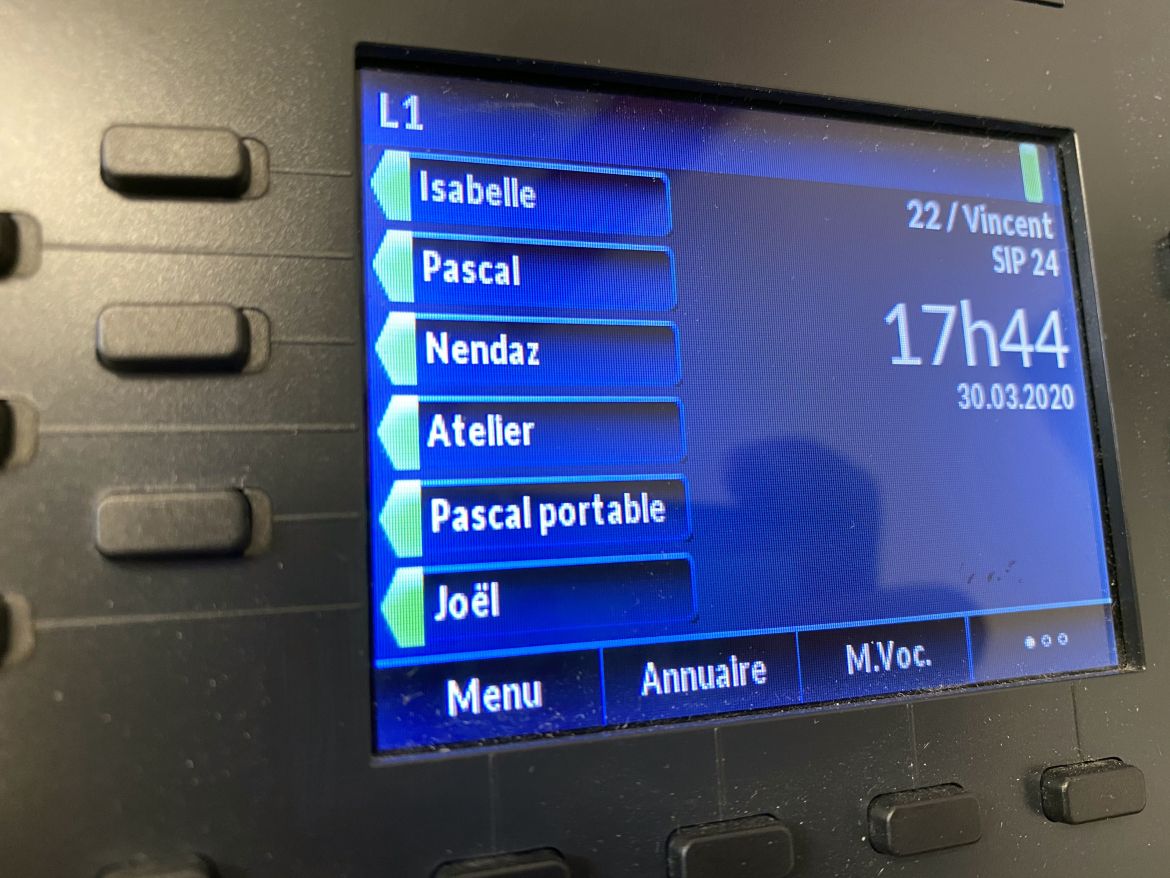 L1
Isabelle
22 / Vincent
SIP 24
Pascal
17h44
Nendaz
30.03.2020
Atelier
Pascal portable
Joël
Menu
Annuaire
M.Voc.